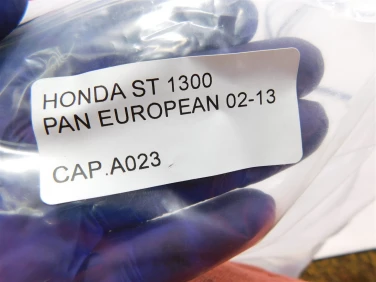 HONDA ST 1300
PAN EUROPEAN 02-13
CAP.A023